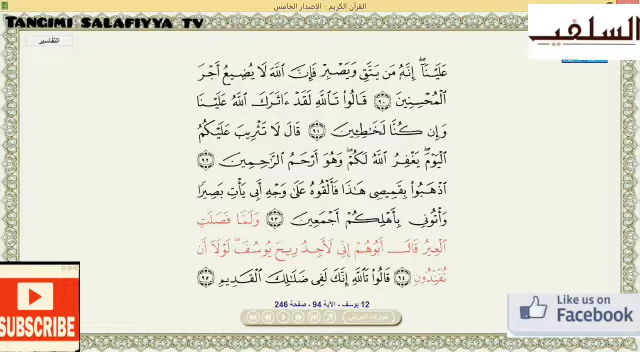 القرآن الكريم - الإصدار الخامس
TANGIMI SALAFIYYA TV
السلفية
التفاسير
عَلَيْنَآ ۖ إِنَّهُۥ مَن يَتَّقِ وَيَصْبِرْ فَإِنَّ ٱللَّهَ لَا يُضِيعُ أَجْرَ
ٱلْمُحْسِنِينَ ﴿٩٠﴾ قَالُوا۟ تَٱللَّهِ لَقَدْ ءَاثَرَكَ ٱللَّهُ عَلَيْنَا
وَإِن كُنَّا لَخَـٰطِـِٔينَ ﴿٩١﴾ قَالَ لَا تَثْرِيبَ عَلَيْكُمُ
ٱلْيَوْمَ ۖ يَغْفِرُ ٱللَّهُ لَكُمْ ۖ وَهُوَ أَرْحَمُ ٱلرَّٰحِمِينَ ﴿٩٢﴾
ٱذْهَبُوا۟ بِقَمِيصِى هَـٰذَا فَأَلْقُوهُ عَلَىٰ وَجْهِ أَبِى يَأْتِ بَصِيرًا
وَأْتُونِى بِأَهْلِكُمْ أَجْمَعِينَ ﴿٩٣﴾ وَلَمَّا فَصَلَتِ
ٱلْعِيرُ قَالَ أَبُوهُمْ إِنِّى لَأَجِدُ رِيحَ يُوسُفَ ۖ لَوْلَآ أَن
تُفَنِّدُونِ ﴿٩٤﴾ قَالُوا۟ تَٱللَّهِ إِنَّكَ لَفِى ضَلَـٰلِكَ ٱلْقَدِيمِ ﴿٩٥﴾
12 يوسف - الآية 94 - صفحة 246
SUBSCRIBE
Like us on
Facebook